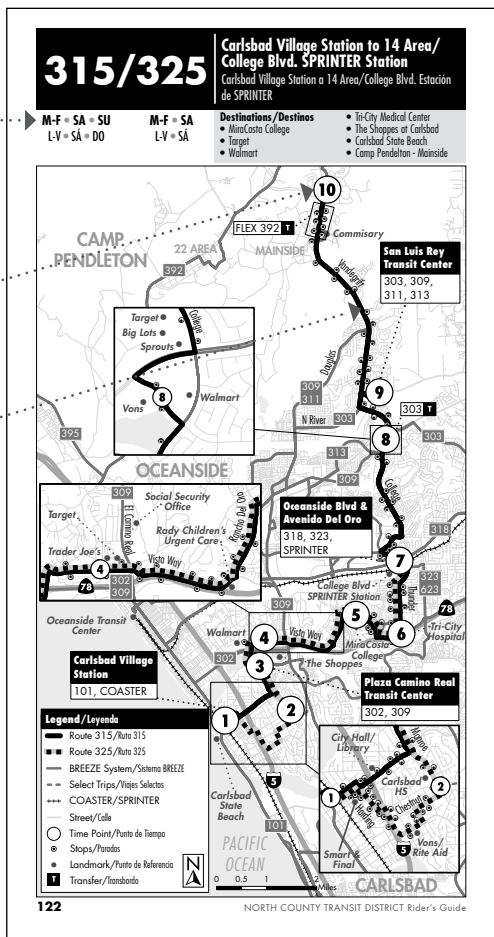 315/325
Carlsbad Village Station to 14 Area/
College Blvd. SPRINTER Station
Carlsbad Village Station a 14 Area/College Blvd. Estación
de SPRINTER
M-F • SA • SU
L-V • SÁ • DO
M-F • SA
L-V • SÁ
Destinations/Destinos
• MiraCosta College
• Target
• Walmart
• Tri-City Medical Center
• The Shoppes at Carlsbad
• Carlsbad State Beach
• Camp Pendelton - Mainside
10
FLEX 392 T
Commisary
CAMP
PENDLETON
22 AREA
MAINSIDE
392
Vandegrift
San Luis Rey
Transit Center
303, 309,
311, 313
Target
Big Lots
Sprouts
College
8
Walmart
Vons
Douglas
309
311
N River
303
9
303 T
8
303
395
313
309
OCEANSIDE
College
309
El Camino Real
Social Security
Office
Rancho Del Oro
Target
Rady Children's
Urgent Care
Trader Joe's
4
Vista Way
78
302
309
Oceanside Blvd &
Avenido Del Oro
318, 323,
SPRINTER
318
7
College Blvd
SPRINTER Station
Thunder
323
623
78
Oceanside Transit
Center
309
Walmart
4
Vista Way
5
MiraCosta
College
6
Tri-City
Hospital
302
3
The Shoppes
Carlsbad Village
Station
101, COASTER
Plaza Camino Real
Transit Center
302, 309
1
2
Legend/Leyenda
Route 315/Ruta 315
Route 325/Ruta 325
BREEZE System/Sistema BREEZE
Select Trips/Viajes Selectos
COASTER/SPRINTER
Street/Calle
Time Point/Punto de Tiempo
Stops/Paradas
Landmark/Punto de Referencia
T Transfer/Transbordo
N
5
Carlsbad
State
Beach
101
PACIFIC
OCEAN
0 0.5 1 2
Miles
City Hall/
Library
Monroe
Carlsbad
HS
1
2
Harding
Chestnut
Smart &
Final
5
Vons/
Rite Aid
CARLSBAD
122
NORTH COUNTY TRANSIT DISTRICT Rider's Guide